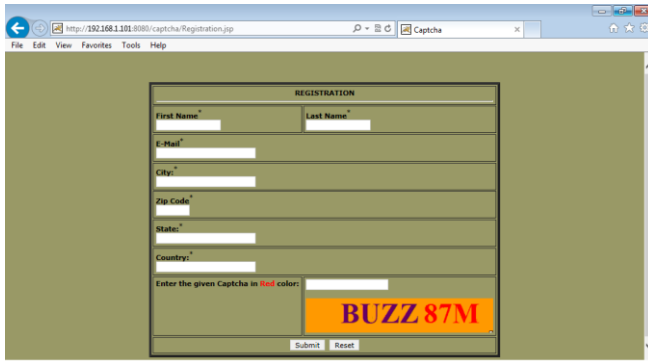 http://192.168.1.101:8080/captcha/Registration.jsp
Captcha
File Edit View Favorites Tools Help
REGISTRATION
First Name* Last Name*
E-Mail*
City:*
Zip Code*
State:*
Country:*
Enter the given Captcha in Red color:
BUZZ 87M
Submit Reset